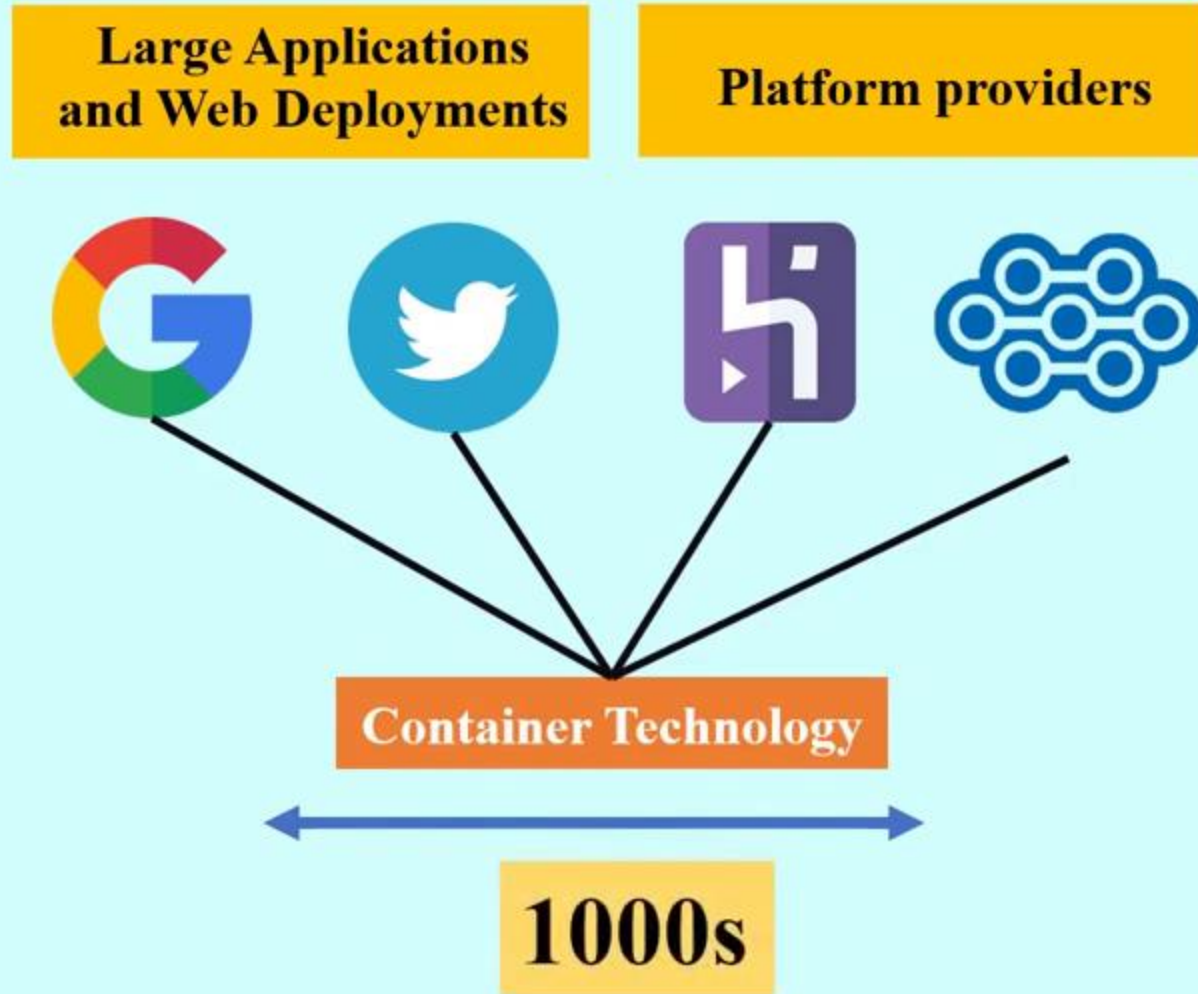 Large Applications
and Web Deployments
Platform providers
Container Technology
1000s